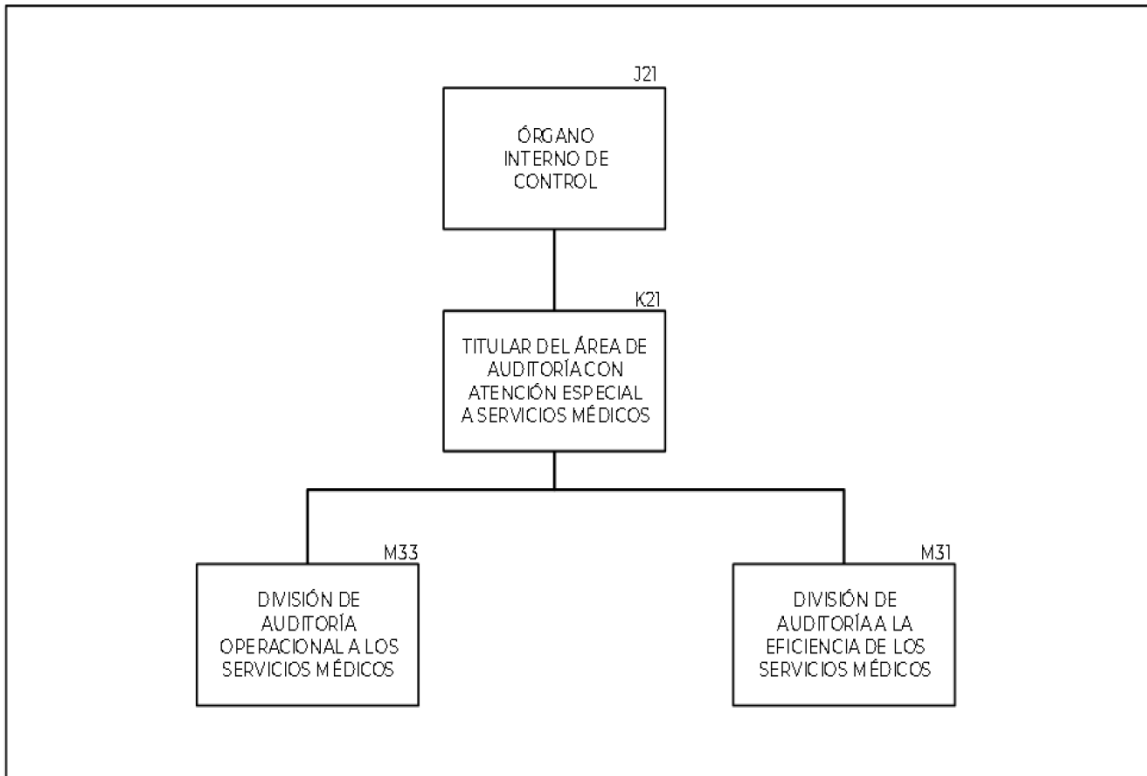 J21
ÓRGANO
INTERNO DE
CONTROL
K21
TITULAR DEL ÁREA DE
AUDITORÍA CON
ATENCIÓN ESPECIAL
A SERVICIOS MÉDICOS
M33
DIVISIÓN DE
AUDITORÍA
OPERACIONAL A LOS
SERVICIOS MÉDICOS
M31
DIVISIÓN DE
AUDITORÍA A LA
EFICIENCIA DE LOS
SERVICIOS MÉDICOS